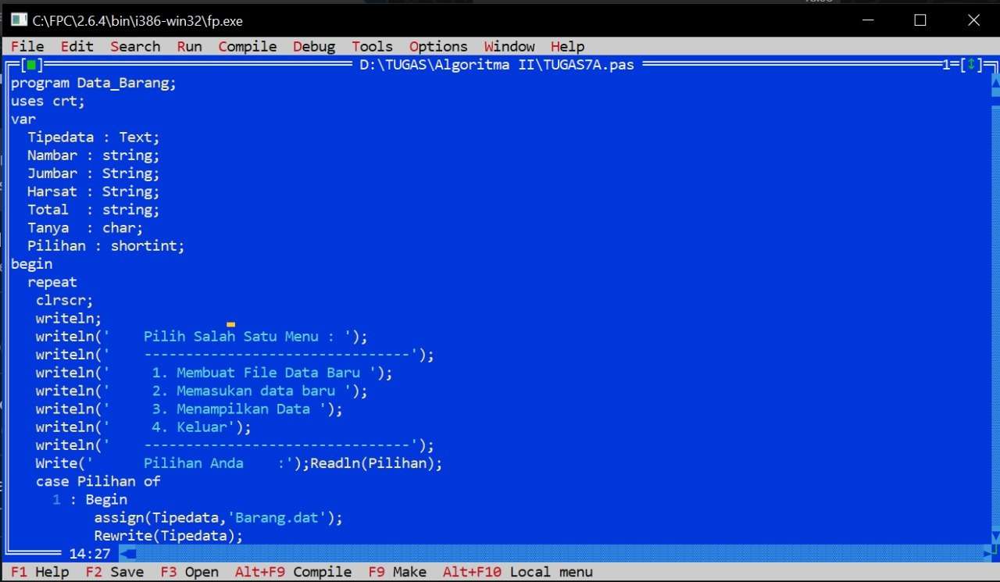 C:\FPC\2.6.4\bin\i386-win32\fp.exe
File Edit Search Run Compile Debug Tools Options Window Help
[■] D:\TUGAS\Algoritma II\TUGAS7A.pas 1=[↕]
program Data_Barang;
uses crt;
var
  Tipedata : Text;
  Nambar : string;
  Jumbar : String;
  Harsat : String;
  Total  : string;
  Tanya  : char;
  Pilihan : shortint;
begin
  repeat
   clrscr;
   writeln;
   writeln('    Pilih Salah Satu Menu : ');
   writeln('    --------------------------------');
   writeln('     1. Membuat File Data Baru ');
   writeln('     2. Memasukan data baru ');
   writeln('     3. Menampilkan Data ');
   writeln('     4. Keluar');
   writeln('    --------------------------------');
   Write('      Pilihan Anda    :');Readln(Pilihan);
   case Pilihan of
     1 : Begin
          assign(Tipedata,'Barang.dat');
          Rewrite(Tipedata);
14:27
F1 Help F2 Save F3 Open Alt+F9 Compile F9 Make Alt+F10 Local menu